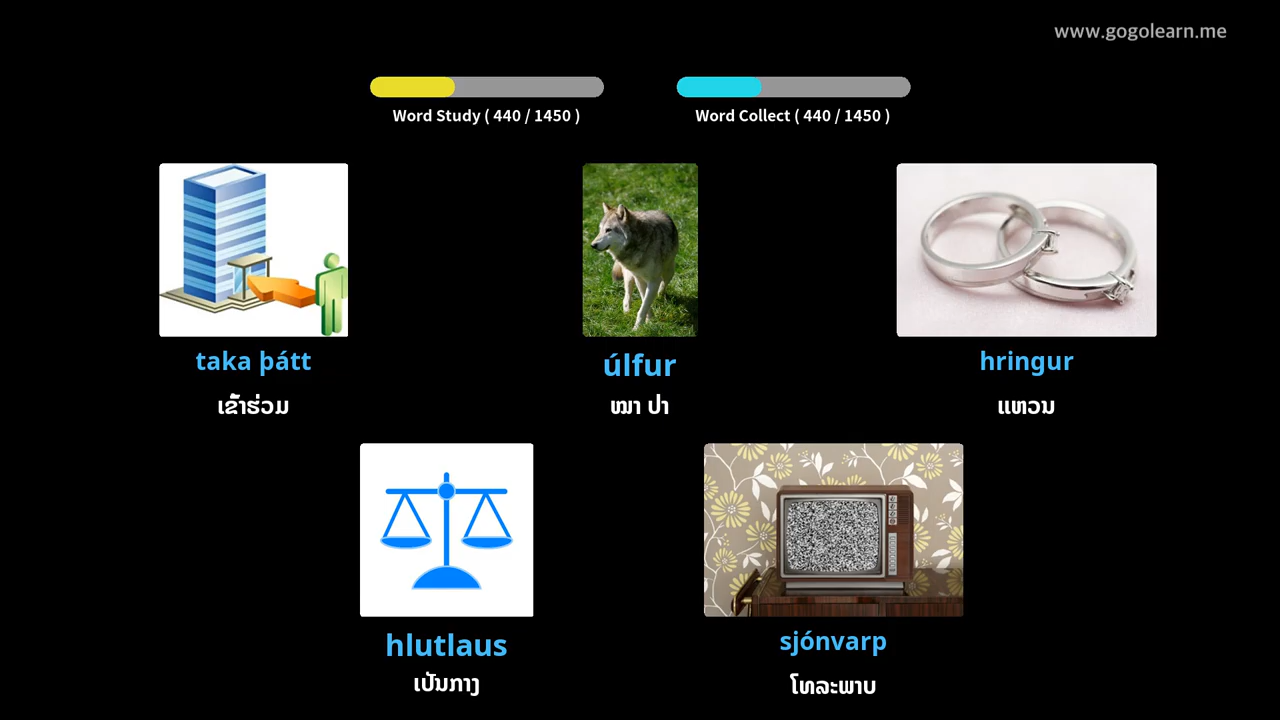 www.gogolearn.me
Word Study ( 440 / 1450 )
Word Collect ( 440 / 1450 )
taka þátt
úlfur
hringur
ເຂົ້າຮ່ວມ
ໝາ ປ່າ
ແຫວນ
hlutlaus
sjónvarp
ເປັນກາງ
ໂທລະພາບ